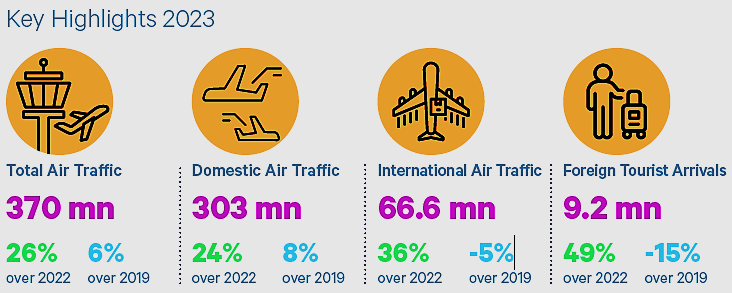 Key Highlights 2023
Total Air Traffic
370 mn
26% 6%
over 2022 over 2019
Domestic Air Traffic
303 mn
24% 8%
over 2022 over 2019
International Air Traffic
66.6 mn
36% -5%
over 2022 over 2019
Foreign Tourist Arrivals
9.2 mn
49% -15%
over 2022 over 2019